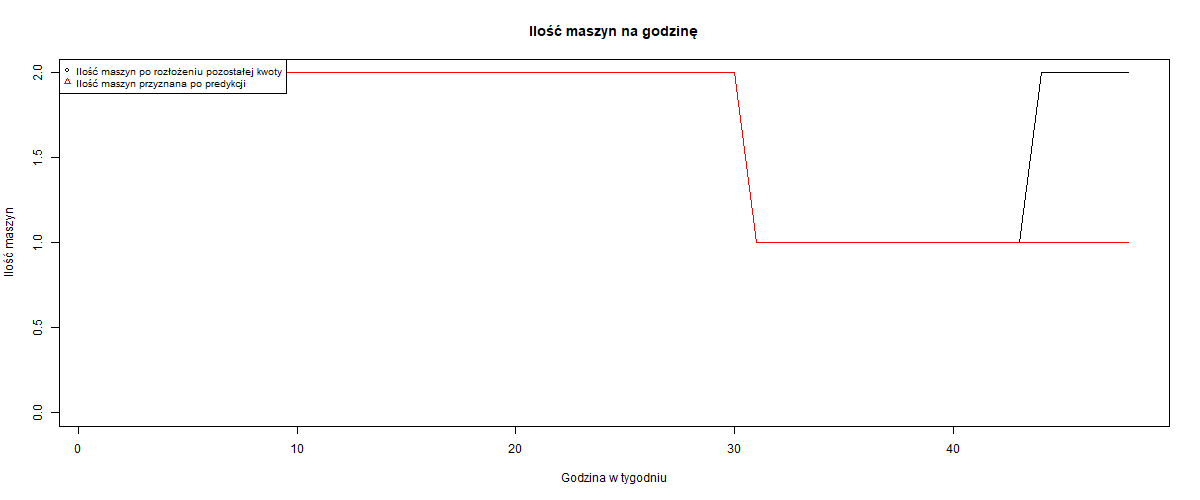 Ilość maszyn na godzinę
Ilość maszyn po rozłożeniu pozostałej kwoty
Ilość maszyn przyznana po predykcji
Ilość maszyn
2.0
1.5
1.0
0.5
0.0
0 10 20 30 40
Godzina w tygodniu